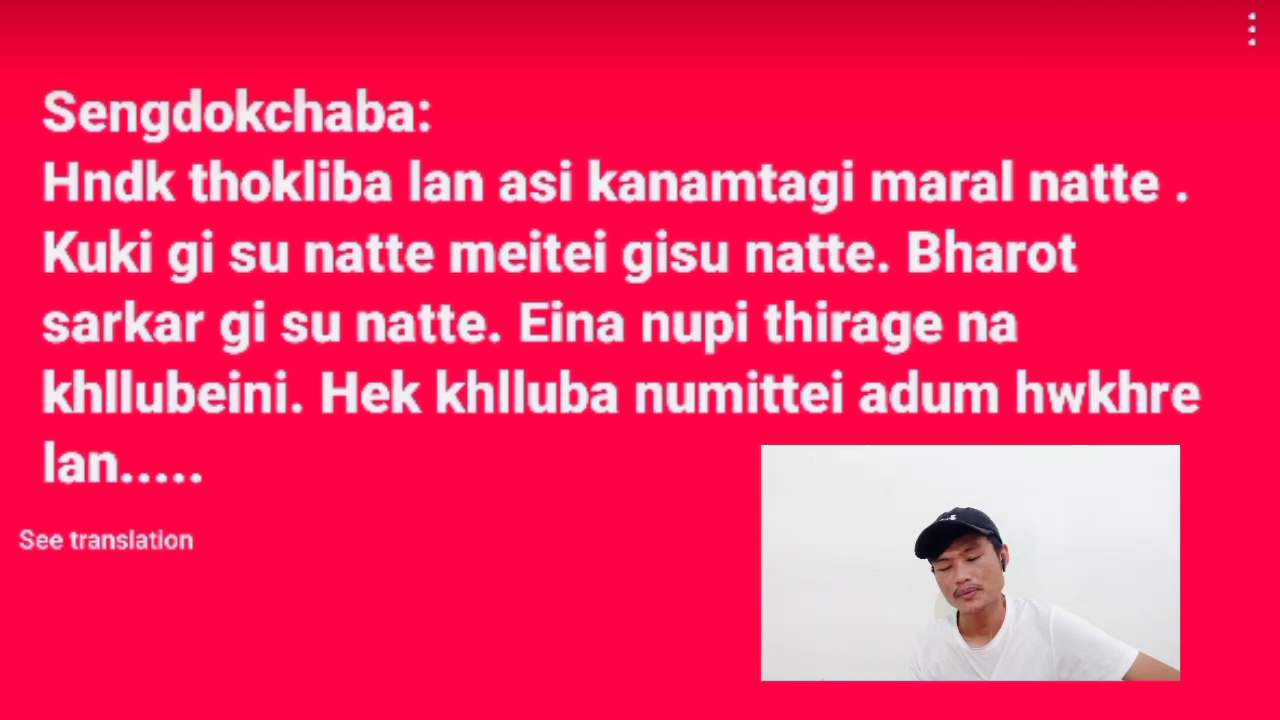 Sengdokchaba:
Hndk thokliba lan asi kanamtagi maral natte .
Kuki gi su natte meitei gisu natte. Bharot
sarkar gi su natte. Eina nupi thirage na
khllubeini. Hek khlluba numittei adum hwkhre
lan.....
See translation